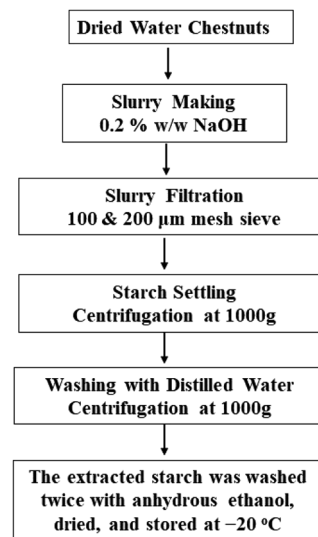 Dried Water Chestnuts
Slurry Making
0.2 % w/w NaOH
Slurry Filtration
100 & 200 µm mesh sieve
Starch Settling
Centrifugation at 1000g
Washing with Distilled Water
Centrifugation at 1000g
The extracted starch was washed
twice with anhydrous ethanol,
dried, and stored at −20 °C